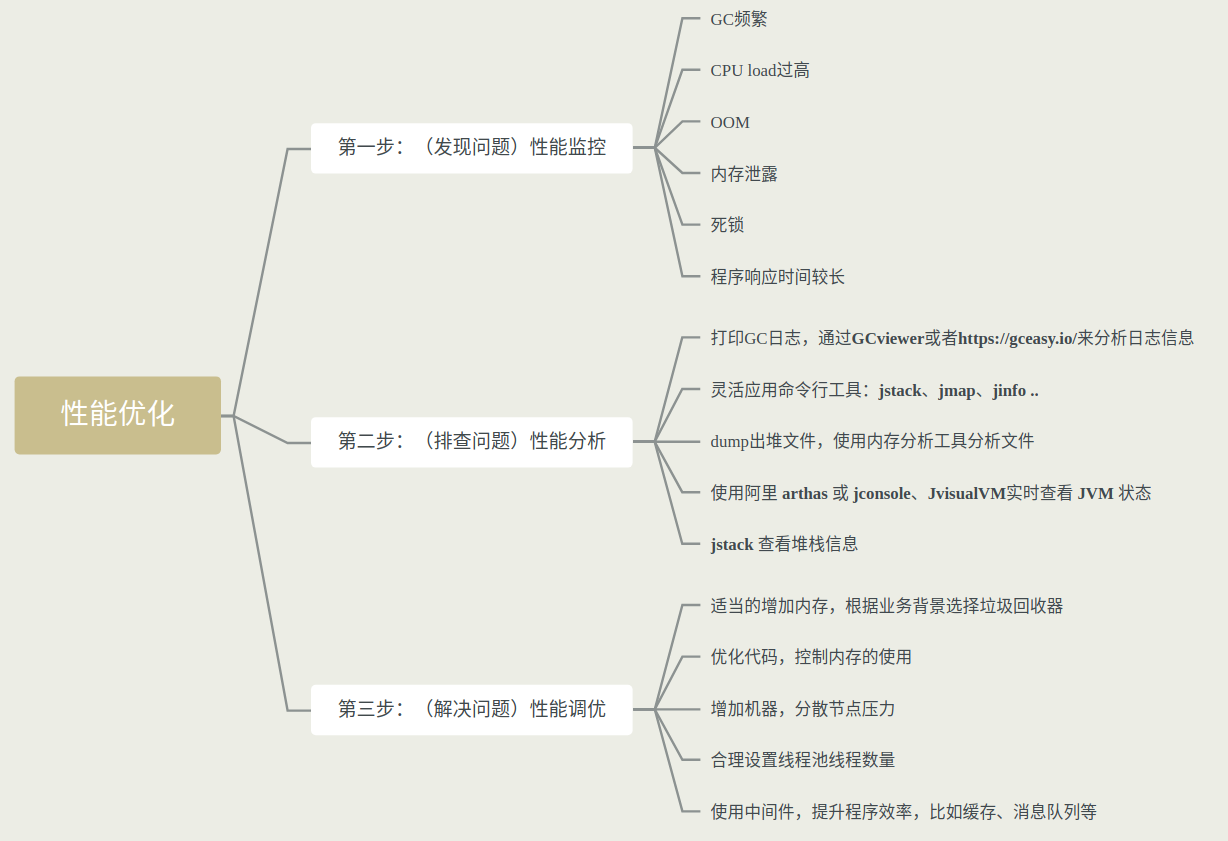 性能优化
第一步：（发现问题）性能监控
GC频繁
CPU load过高
OOM
内存泄露
死锁
程序响应时间较长
第二步：（排查问题）性能分析
打印GC日志，通过GCviewer或者https://gceasy.io/来分析日志信息
灵活应用命令行工具：jstack、jmap、jinfo ..
dump出堆文件，使用内存分析工具分析文件
使用阿里 arthas 或 jconsole、JvisualVM实时查看 JVM 状态
jstack 查看堆栈信息
第三步：（解决问题）性能调优
适当的增加内存，根据业务背景选择垃圾回收器
优化代码，控制内存的使用
增加机器，分散节点压力
合理设置线程池线程数量
使用中间件，提升程序效率，比如缓存、消息队列等